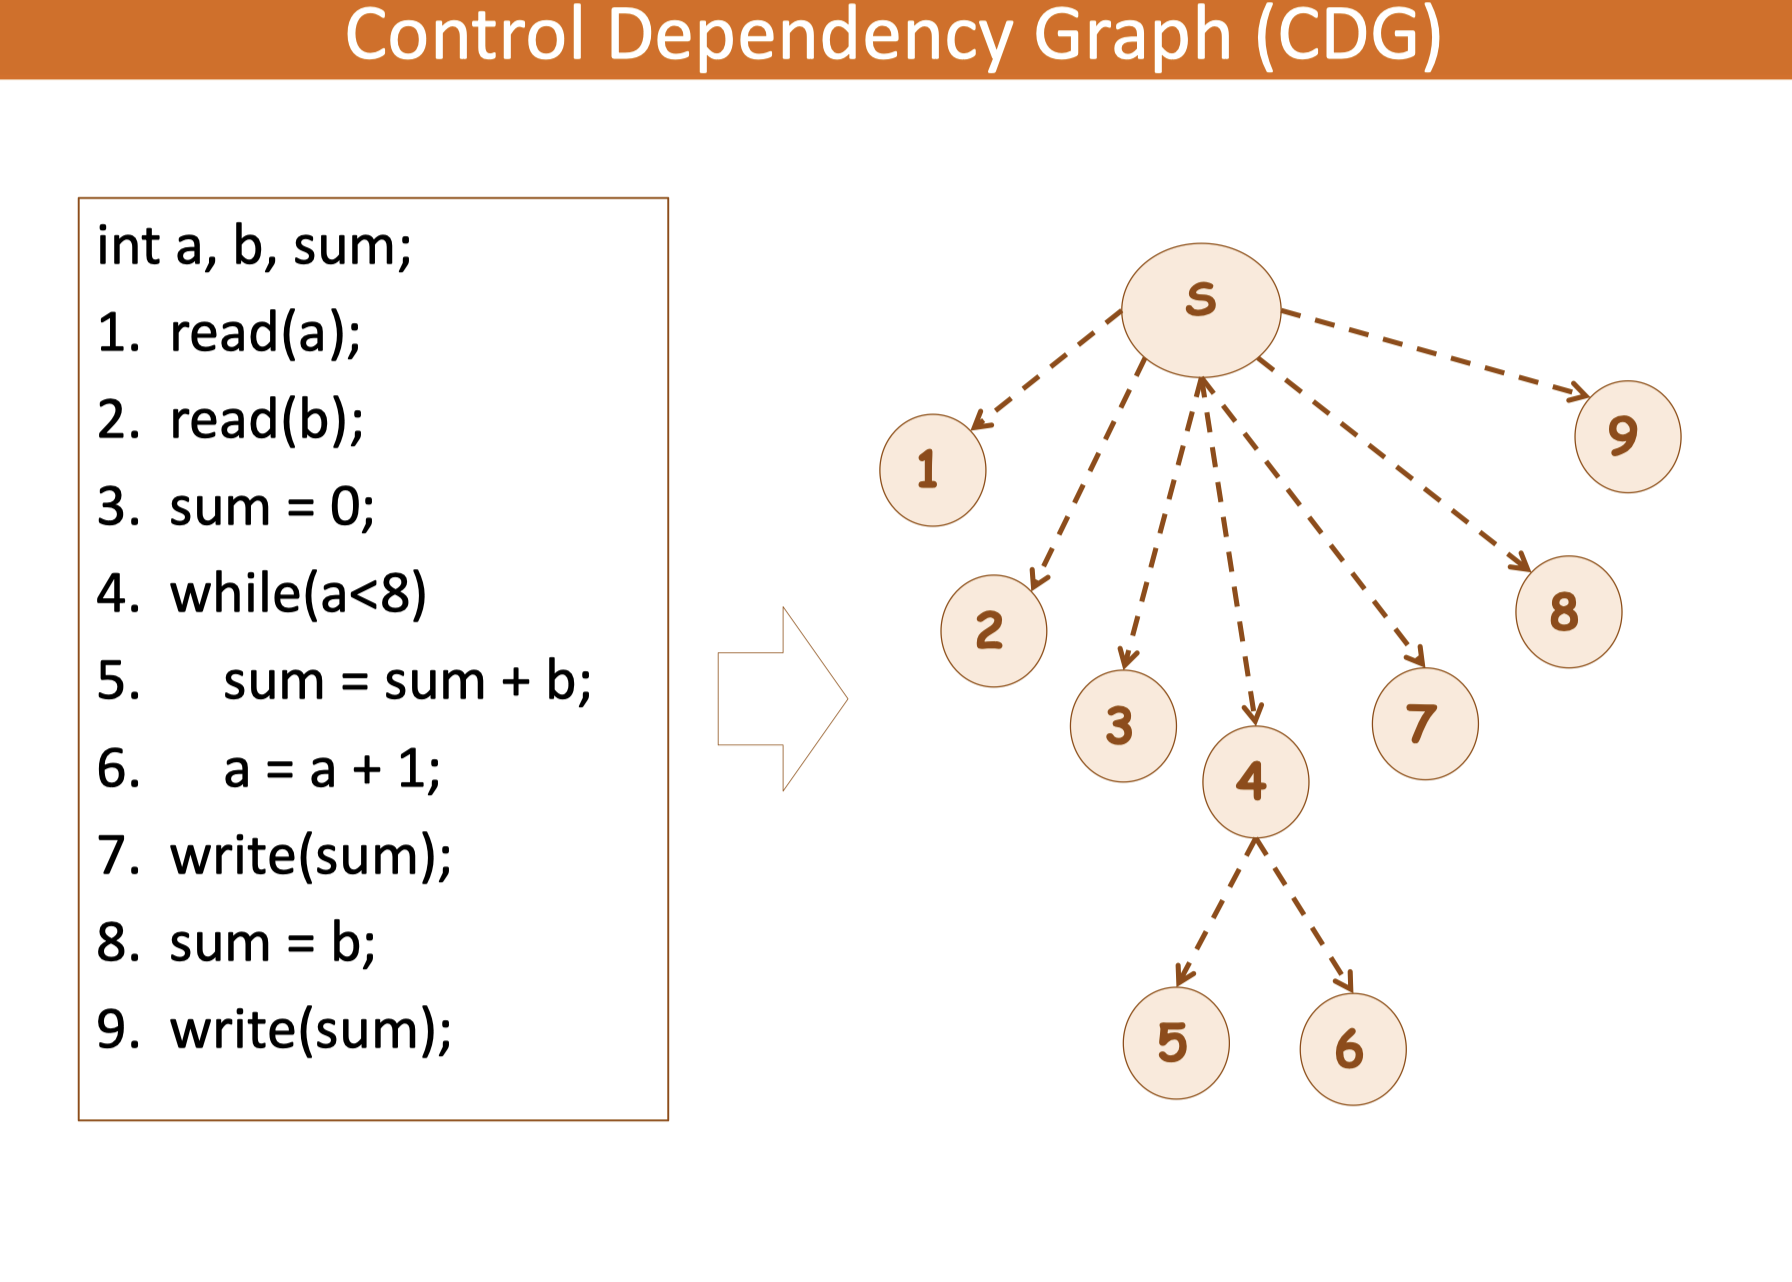 Control Dependency Graph (CDG)
int a, b, sum;
1. read(a);
2. read(b);
3. sum = 0;
4. while(a<8)
5. sum = sum + b;
6. a = a + 1;
7. write(sum);
8. sum = b;
9. write(sum);
S
1
2
3
4
7
8
9
5
6